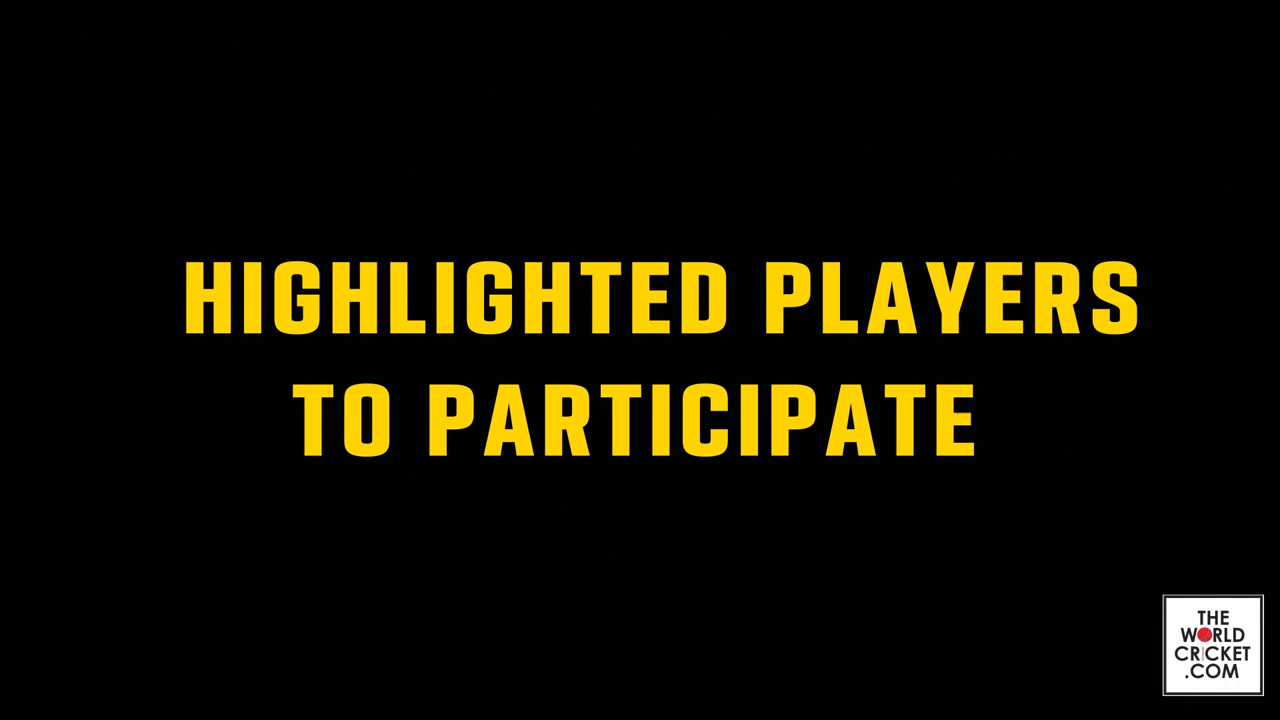 HIGHLIGHTED PLAYERS
TO PARTICIPATE
THE
WORLD
CRICKET
.COM